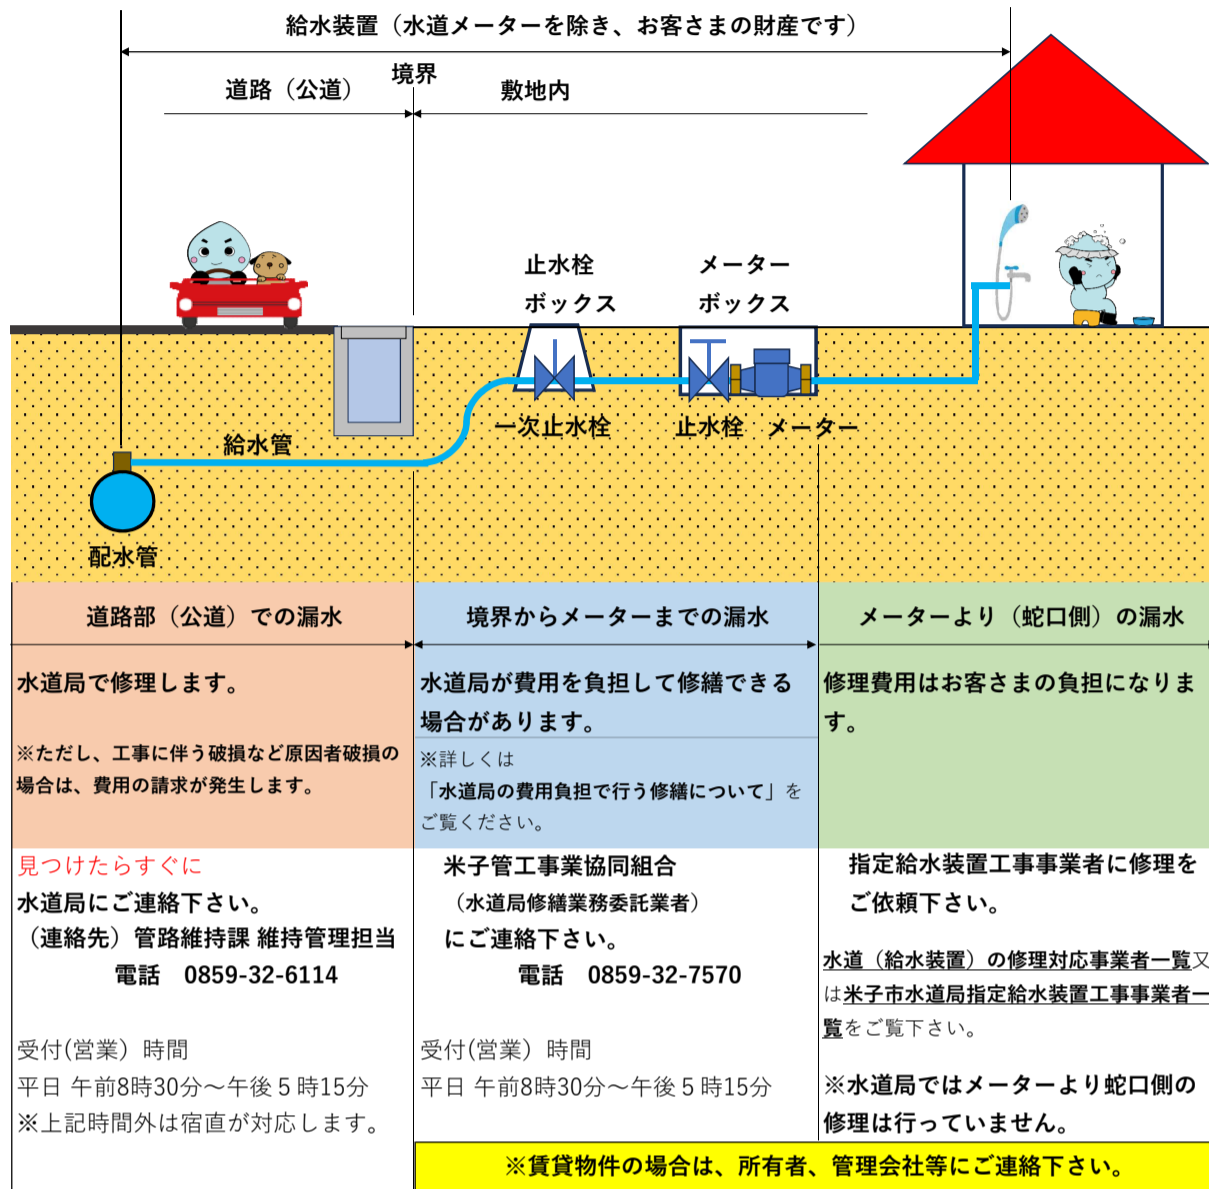 給水装置（水道メーターを除き、お客さまの財産です）
境界
道路（公道）
敷地内
止水栓
ボックス
メーター
ボックス
一次止水栓
止水栓
メーター
給水管
配水管
道路部（公道）での漏水
水道局で修理します。
※ただし、工事に伴う破損など原因者破損の
場合は、費用の請求が発生します。
見つけたらすぐに
水道局にご連絡下さい。
（連絡先）管路維持課 維持管理担当
電話　0859-32-6114
受付(営業）時間
平日 午前8時30分～午後５時15分
※上記時間外は宿直が対応します。
境界からメーターまでの漏水
水道局が費用を負担して修繕できる
場合があります。
※詳しくは
「水道局の費用負担で行う修繕について」を
ご覧ください。
米子管工事業協同組合
（水道局修繕業務委託業者）
にご連絡下さい。
電話　0859-32-7570
受付(営業）時間
平日 午前8時30分～午後５時15分
メーターより（蛇口側）の漏水
修理費用はお客さまの負担になりま
す。
指定給水装置工事事業者に修理を
ご依頼下さい。
水道（給水装置）の修理対応事業者一覧又
は米子市水道局指定給水装置工事事業者一
覧をご覧下さい。
※水道局ではメーターより蛇口側の
修理は行っていません。
※賃貸物件の場合は、所有者、管理会社等にご連絡下さい。